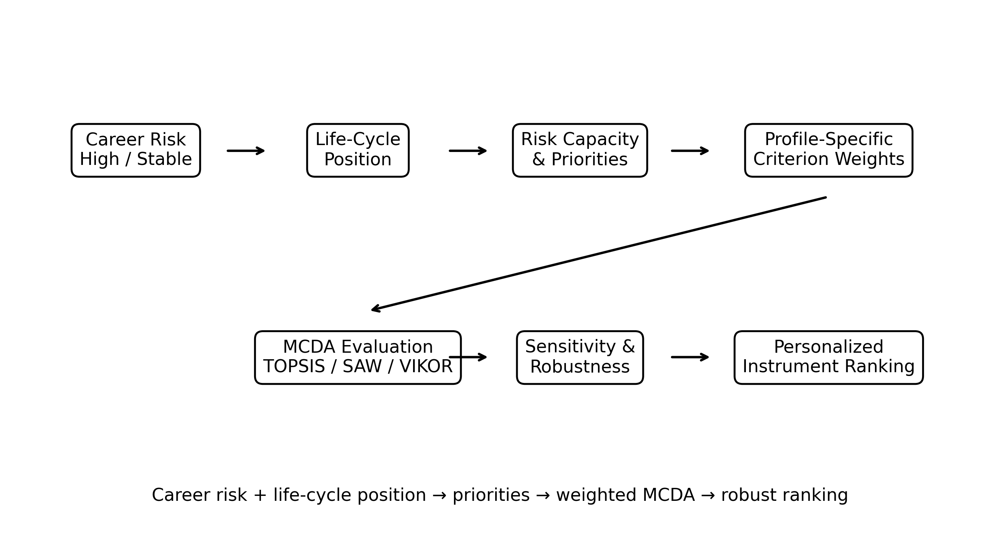 Career Risk
High / Stable
Life-Cycle
Position
Risk Capacity
& Priorities
Profile-Specific
Criterion Weights
MCDA Evaluation
TOPSIS / SAW / VIKOR
Sensitivity &
Robustness
Personalized
Instrument Ranking
Career risk + life-cycle position → priorities → weighted MCDA → robust ranking